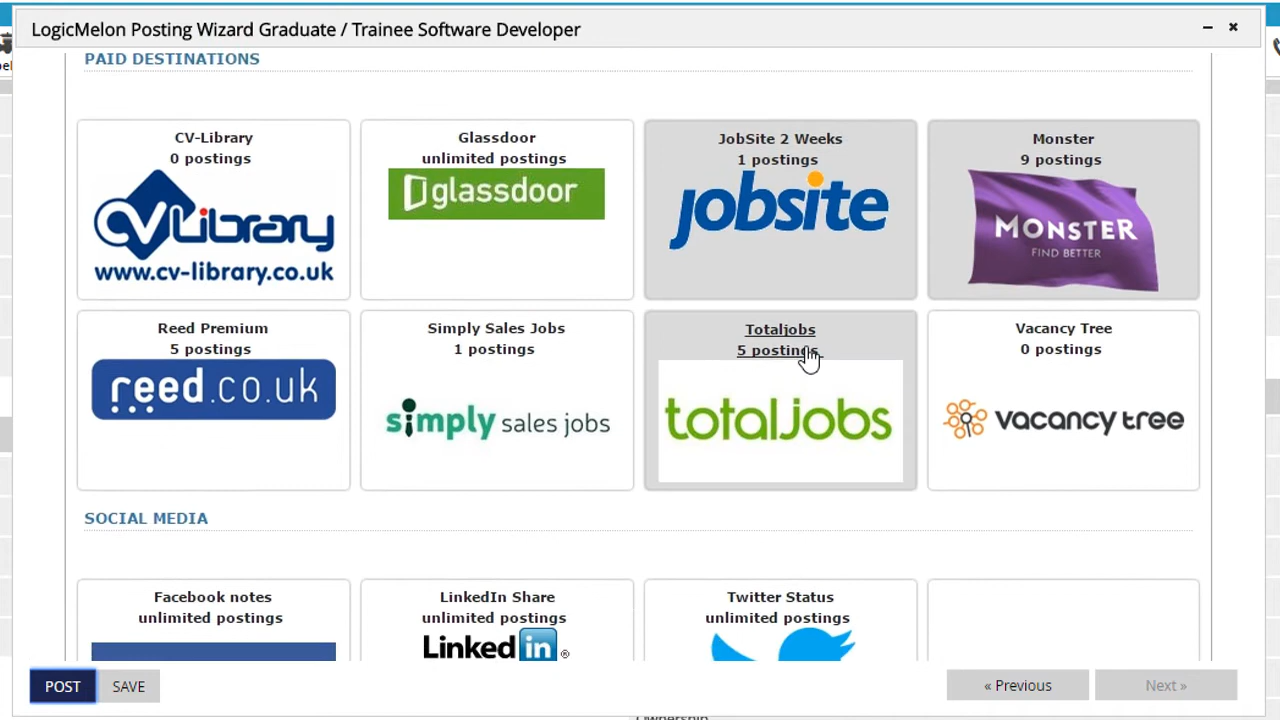 LogicMelon Posting Wizard Graduate / Trainee Software Developer
PAID DESTINATIONS
CV-Library
0 postings
CVLibrary
www.cv-library.co.uk
Glassdoor
unlimited postings
glassdoor
JobSite 2 Weeks
1 postings
jobsite
Monster
9 postings
MONSTER
FIND BETTER
Reed Premium
5 postings
reed.co.uk
Simply Sales Jobs
1 postings
simply sales jobs
Totaljobs
5 postings
totaljobs
Vacancy Tree
0 postings
vacancy tree
SOCIAL MEDIA
Facebook notes
unlimited postings
LinkedIn Share
unlimited postings
Linked in ®
Twitter Status
unlimited postings
POST
SAVE
« Previous
Next »